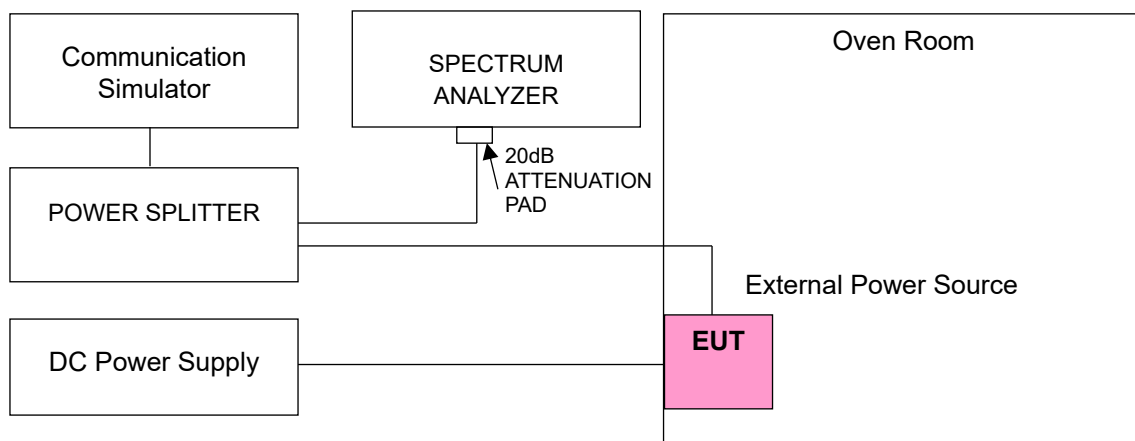 Communication
Simulator
SPECTRUM
ANALYZER
Oven Room
20dB
ATTENUATION
PAD
POWER SPLITTER
External Power Source
EUT
DC Power Supply